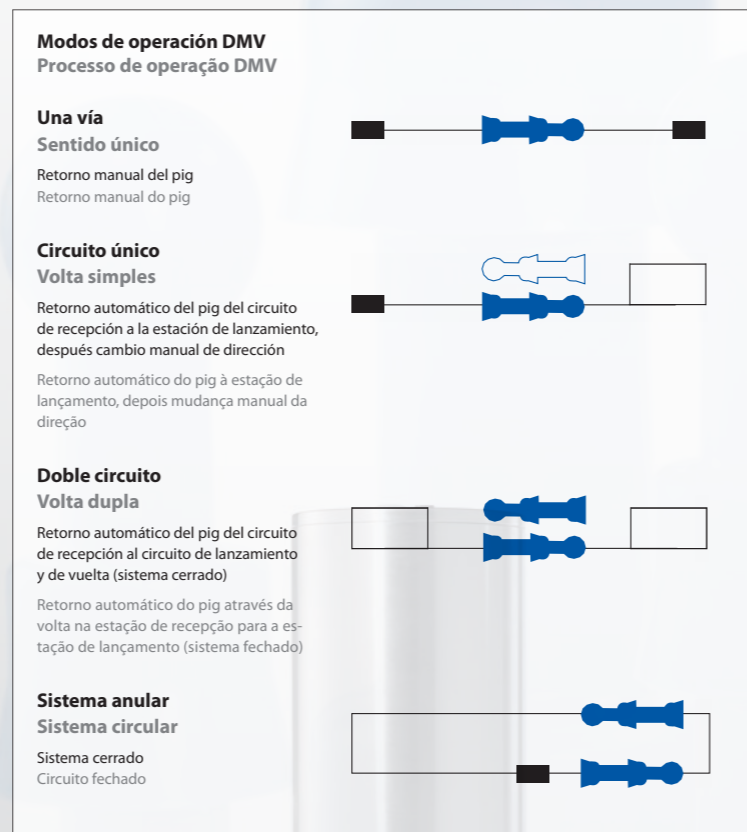 Modos de operación DMV
Processo de operação DMV
Una vía
Sentido único
Retorno manual del pig
Retorno manual do pig
Circuito único
Volta simples
Retorno automático del pig del circuito
de recepción a la estación de lanzamiento,
después cambio manual de dirección
Retorno automático do pig à estação de
lançamento, depois mudança manual da
direção
Doble circuito
Volta dupla
Retorno automático del pig del circuito
de recepción al circuito de lanzamiento
y de vuelta (sistema cerrado)
Retorno automático do pig através da
volta na estação de recepção para a es-
tação de lançamento (sistema fechado)
Sistema anular
Sistema circular
Sistema cerrado
Circuito fechado